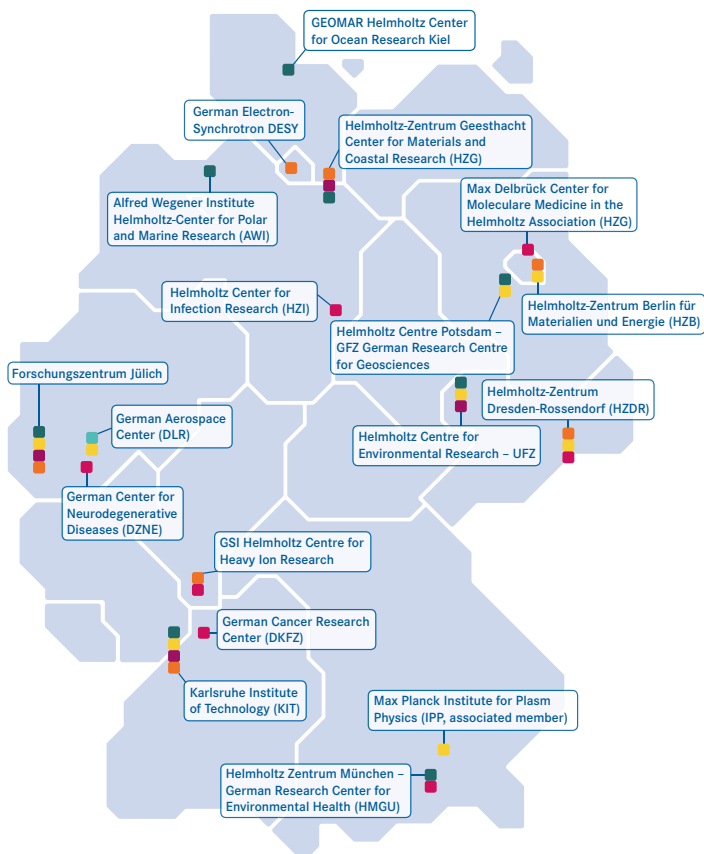 GEOMAR Helmholtz Center
for Ocean Research Kiel
German Electron-
Synchrotron DESY
Helmholtz-Zentrum Geesthacht
Center for Materials and
Coastal Research (HZG)
Max Delbrück Center for
Moleculare Medicine in the
Helmholtz Association (HZG)
Alfred Wegener Institute
Helmholtz-Center for Polar
and Marine Research (AWI)
Helmholtz Center for
Infection Research (HZI)
Helmholtz-Zentrum Berlin für
Materialien und Energie (HZB)
Helmholtz Centre Potsdam –
GFZ German Research Centre
for Geosciences
Forschungszentrum Jülich
Helmholtz-Zentrum
Dresden-Rossendorf (HZDR)
German Aerospace
Center (DLR)
Helmholtz Centre for
Environmental Research – UFZ
German Center for
Neurodegenerative
Diseases (DZNE)
GSI Helmholtz Centre for
Heavy Ion Research
German Cancer Research
Center (DKFZ)
Karlsruhe Institute
of Technology (KIT)
Max Planck Institute for Plasm
Physics (IPP, associated member)
Helmholtz Zentrum München –
German Research Center for
Environmental Health (HMGU)